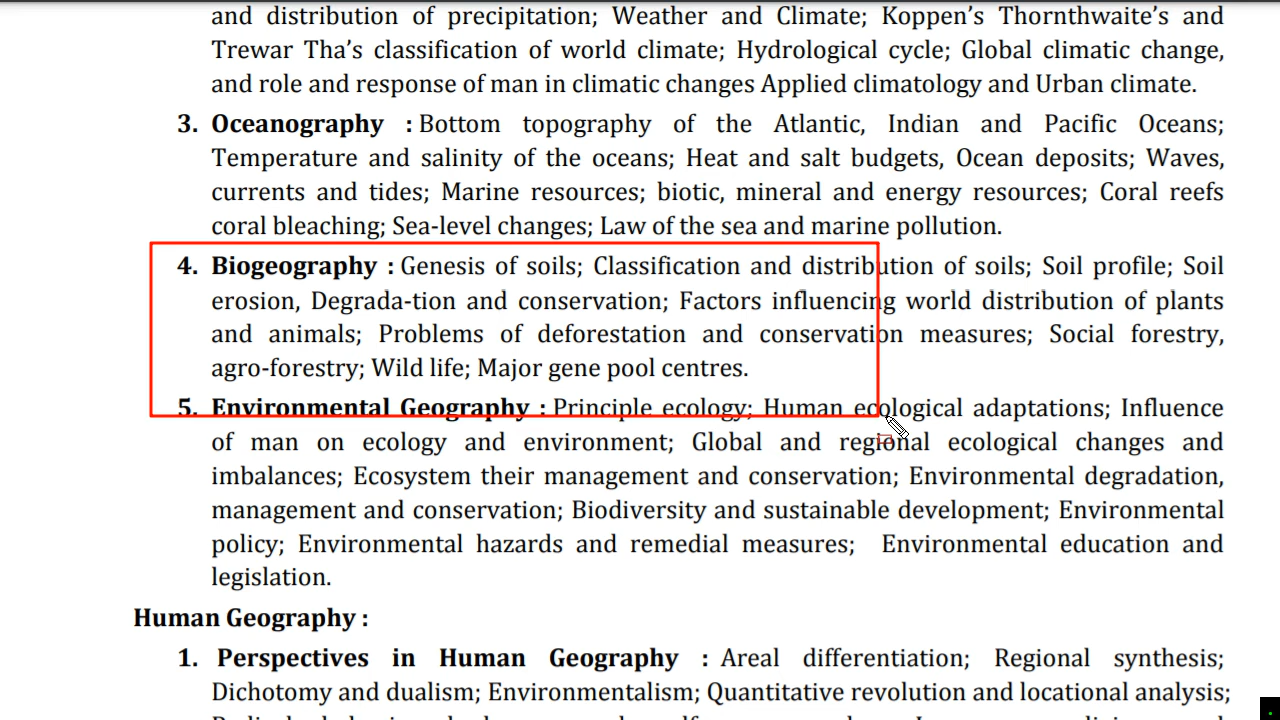 and distribution of precipitation; Weather and Climate; Koppen’s Thornthwaite’s and
Trewar Tha’s classification of world climate; Hydrological cycle; Global climatic change,
and role and response of man in climatic changes Applied climatology and Urban climate.
3. Oceanography : Bottom topography of the Atlantic, Indian and Pacific Oceans;
Temperature and salinity of the oceans; Heat and salt budgets, Ocean deposits; Waves,
currents and tides; Marine resources; biotic, mineral and energy resources; Coral reefs
coral bleaching; Sea-level changes; Law of the sea and marine pollution.
4. Biogeography : Genesis of soils; Classification and distribution of soils; Soil profile; Soil
erosion, Degrada-tion and conservation; Factors influencing world distribution of plants
and animals; Problems of deforestation and conservation measures; Social forestry,
agro-forestry; Wild life; Major gene pool centres.
5. Environmental Geography : Principle ecology; Human ecological adaptations; Influence
of man on ecology and environment; Global and regional ecological changes and
imbalances; Ecosystem their management and conservation; Environmental degradation,
management and conservation; Biodiversity and sustainable development; Environmental
policy; Environmental hazards and remedial measures; Environmental education and
legislation.
Human Geography :
1. Perspectives in Human Geography : Areal differentiation; Regional synthesis;
Dichotomy and dualism; Environmentalism; Quantitative revolution and locational analysis;